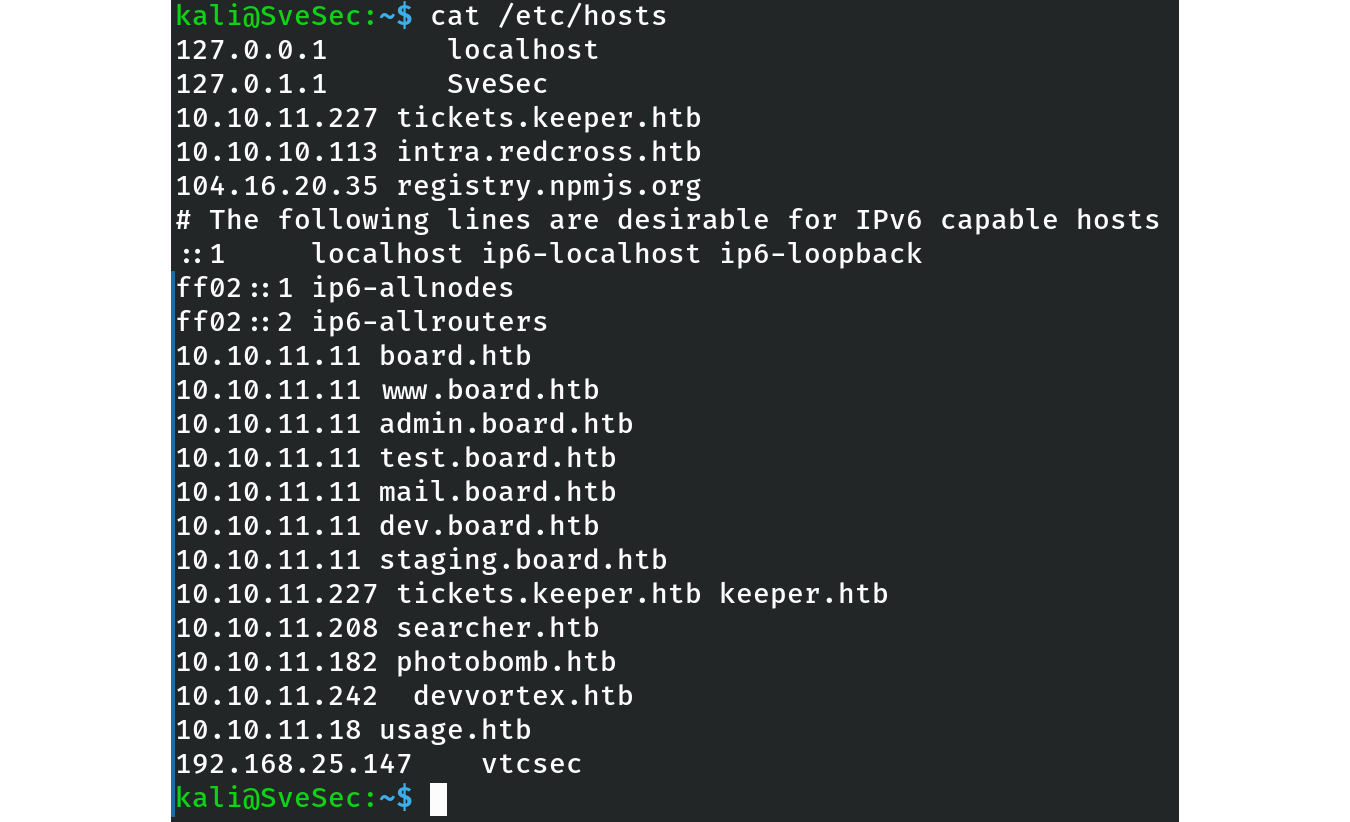 kali@SveSec:~$ cat /etc/hosts
127.0.0.1       localhost
127.0.1.1       SveSec
10.10.11.227 tickets.keeper.htb
10.10.10.113 intra.redcross.htb
104.16.20.35 registry.npmjs.org
# The following lines are desirable for IPv6 capable hosts
::1     localhost ip6-localhost ip6-loopback
ff02::1 ip6-allnodes
ff02::2 ip6-allrouters
10.10.11.11 board.htb
10.10.11.11 www.board.htb
10.10.11.11 admin.board.htb
10.10.11.11 test.board.htb
10.10.11.11 mail.board.htb
10.10.11.11 dev.board.htb
10.10.11.11 staging.board.htb
10.10.11.227 tickets.keeper.htb keeper.htb
10.10.11.208 searcher.htb
10.10.11.182 photobomb.htb
10.10.11.242  devvortex.htb
10.10.11.18 usage.htb
192.168.25.147    vtcsec
kali@SveSec:~$